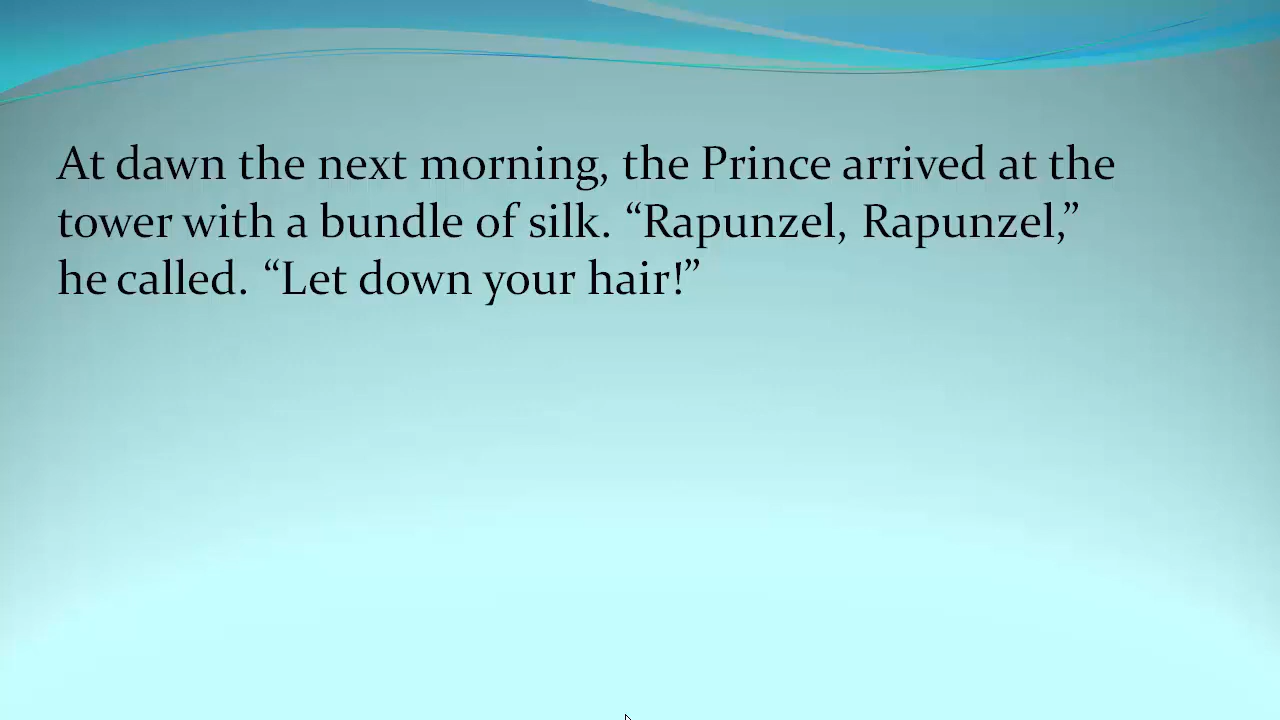 At dawn the next morning, the Prince arrived at the
tower with a bundle of silk. “Rapunzel, Rapunzel,”
he called. “Let down your hair!”